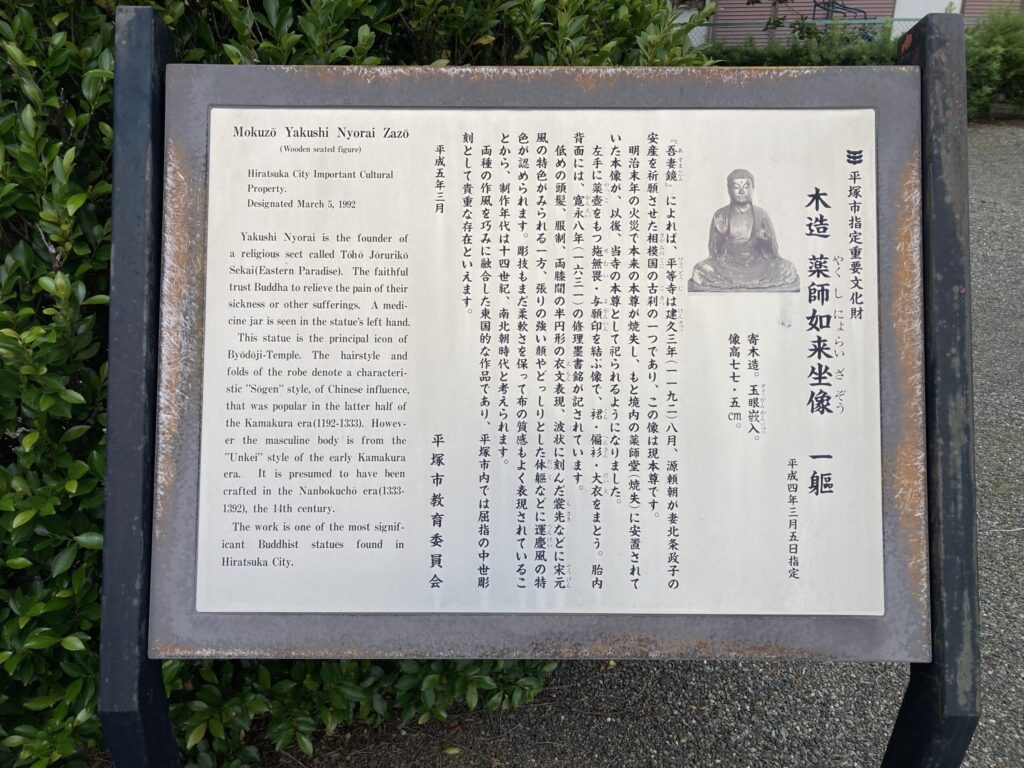 Mokuzō Yakushi Nyorai Zazō
(Wooden seated figure)
Hiratsuka City Important Cultural
Property.
Designated March 5, 1992
Yakushi Nyorai is the founder of
a religious sect called Tōhō Jōrurikō
Sekai(Eastern Paradise). The faithful
trust Buddha to relieve the pain of their
sickness or other sufferings. A medi-
cine jar is seen in the statue's left hand.
This statue is the principal icon of
Byōdōji-Temple. The hairstyle and
folds of the robe denote a characteri-
stic "Sōgen" style, of Chinese influence,
that was popular in the latter half of
the Kamakura era(1192-1333). Howev-
er the masculine body is from the
"Unkei" style of the early Kamakura
era. It is presumed to have been
crafted in the Nanbokuchō era(1333-
1392), the 14th century.
The work is one of the most signif-
icant Buddhist statues found in
Hiratsuka City.
平塚市指定重要文化財
木造 薬師如来坐像 一軀
やくしにょらいざぞう
平成四年三月五日指定
寄木造。玉眼嵌入。
像高七七・五cm。
『吾妻鏡』によれば、平等寺は建久三年(一一九二)八月、源頼朝が妻北条政子の
安産を祈願させた相模国の古刹の一つであり、この像は現本尊です。
明治末年の火災で本来の本尊が焼失し、もと境内の薬師堂(焼失)に安置されて
いた本像が、以後、当寺の本尊として祀られるようになりました。
左手に薬壺をもつ施無畏・与願印を結ぶ像で、裙・偏衫・大衣をまとう。胎内
背面には、寛永八年(一六三一)の修理墨書銘が記されています。
低めの頭髪、服制、両膝間の半円形の衣文表現、波状に刻んだ裳先などに宋元
風の特色がみられる一方、張りの強い顔やどっしりとした体軀などに運慶風の特
色が認められます。彫技もまだ柔軟さを保って布の質感もよく表現されているこ
とから、制作年代は十四世紀、南北朝時代と考えられます。
両種の作風を巧みに融合した東国的な作品であり、平塚市内では屈指の中世彫
刻として貴重な存在といえます。
平成五年三月
平塚市教育委員会